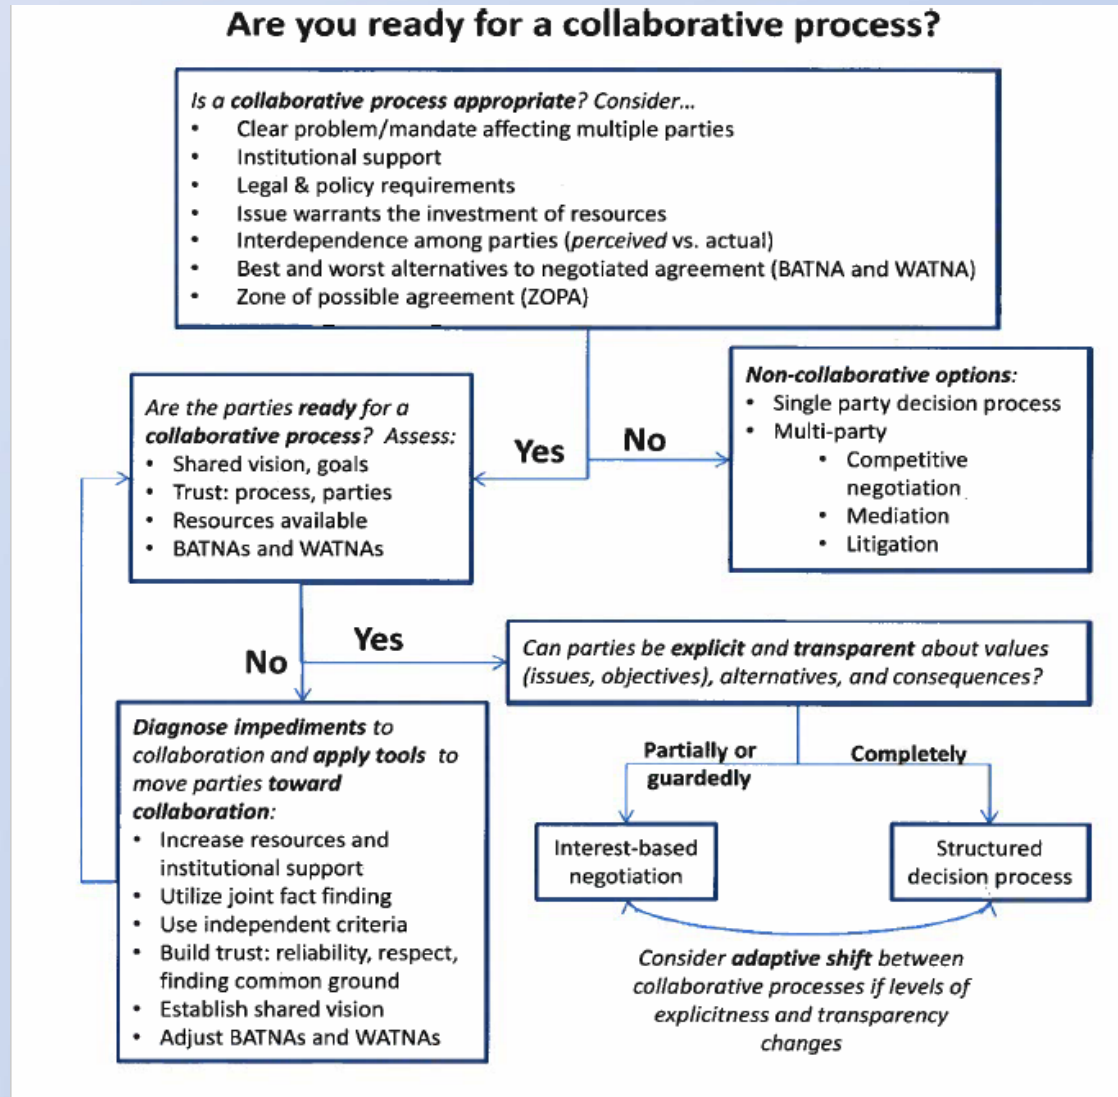 Are you ready for a collaborative process?
Is a collaborative process appropriate? Consider...
• Clear problem/mandate affecting multiple parties
• Institutional support
• Legal & policy requirements
• Issue warrants the investment of resources
• Interdependence among parties (perceived vs. actual)
• Best and worst alternatives to negotiated agreement (BATNA and WATNA)
• Zone of possible agreement (ZOPA)
Yes
No
Non-collaborative options:
• Single party decision process
• Multi-party
• Competitive
negotiation
• Mediation
• Litigation
Are the parties ready for a
collaborative process? Assess:
• Shared vision, goals
• Trust: process, parties
• Resources available
• BATNAs and WATNAs
No
Yes
Can parties be explicit and transparent about values
(issues, objectives), alternatives, and consequences?
Diagnose impediments to
collaboration and apply tools to
move parties toward
collaboration:
• Increase resources and
institutional support
• Utilize joint fact finding
• Use independent criteria
• Build trust: reliability, respect,
finding common ground
• Establish shared vision
• Adjust BATNAs and WATNAs
Partially or
guardedly
Completely
Interest-based
negotiation
Structured
decision process
Consider adaptive shift between
collaborative processes if levels of
explicitness and transparency
changes